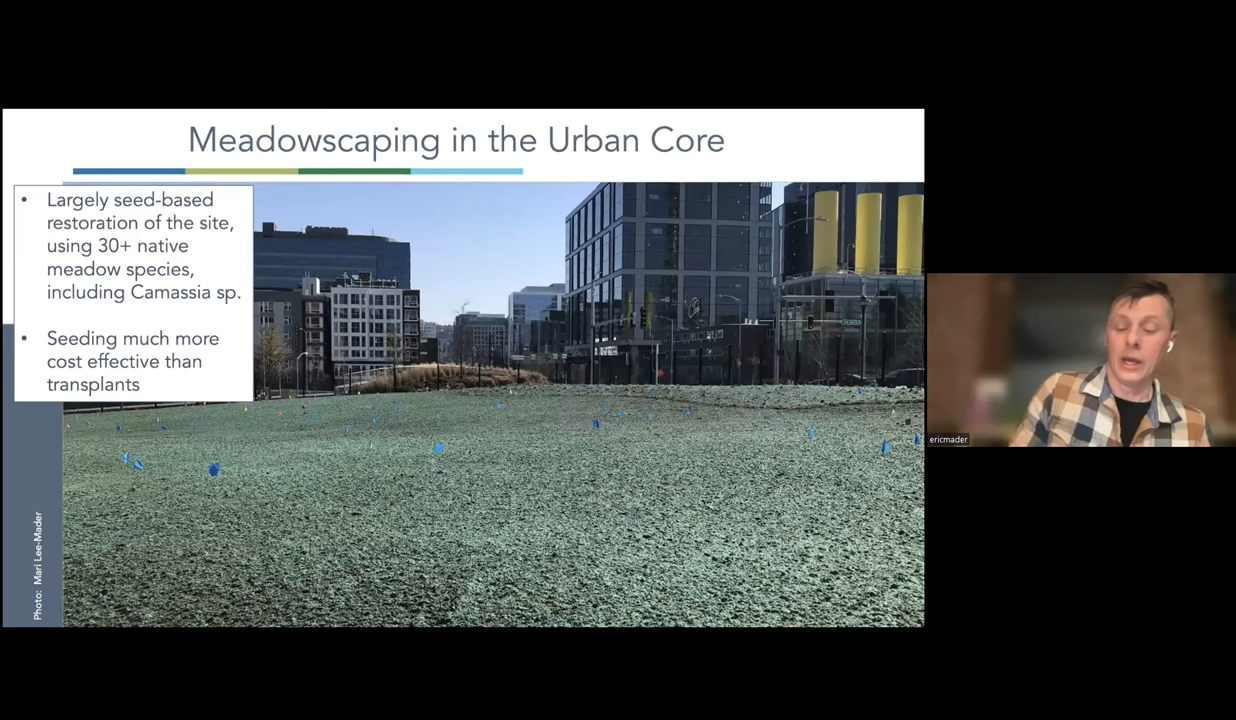 Meadowscaping in the Urban Core
• Largely seed-based
restoration of the site,
using 30+ native
meadow species,
including Camassia sp.
• Seeding much more
cost effective than
transplants
Photo: Mari Lee-Mader
ericmader